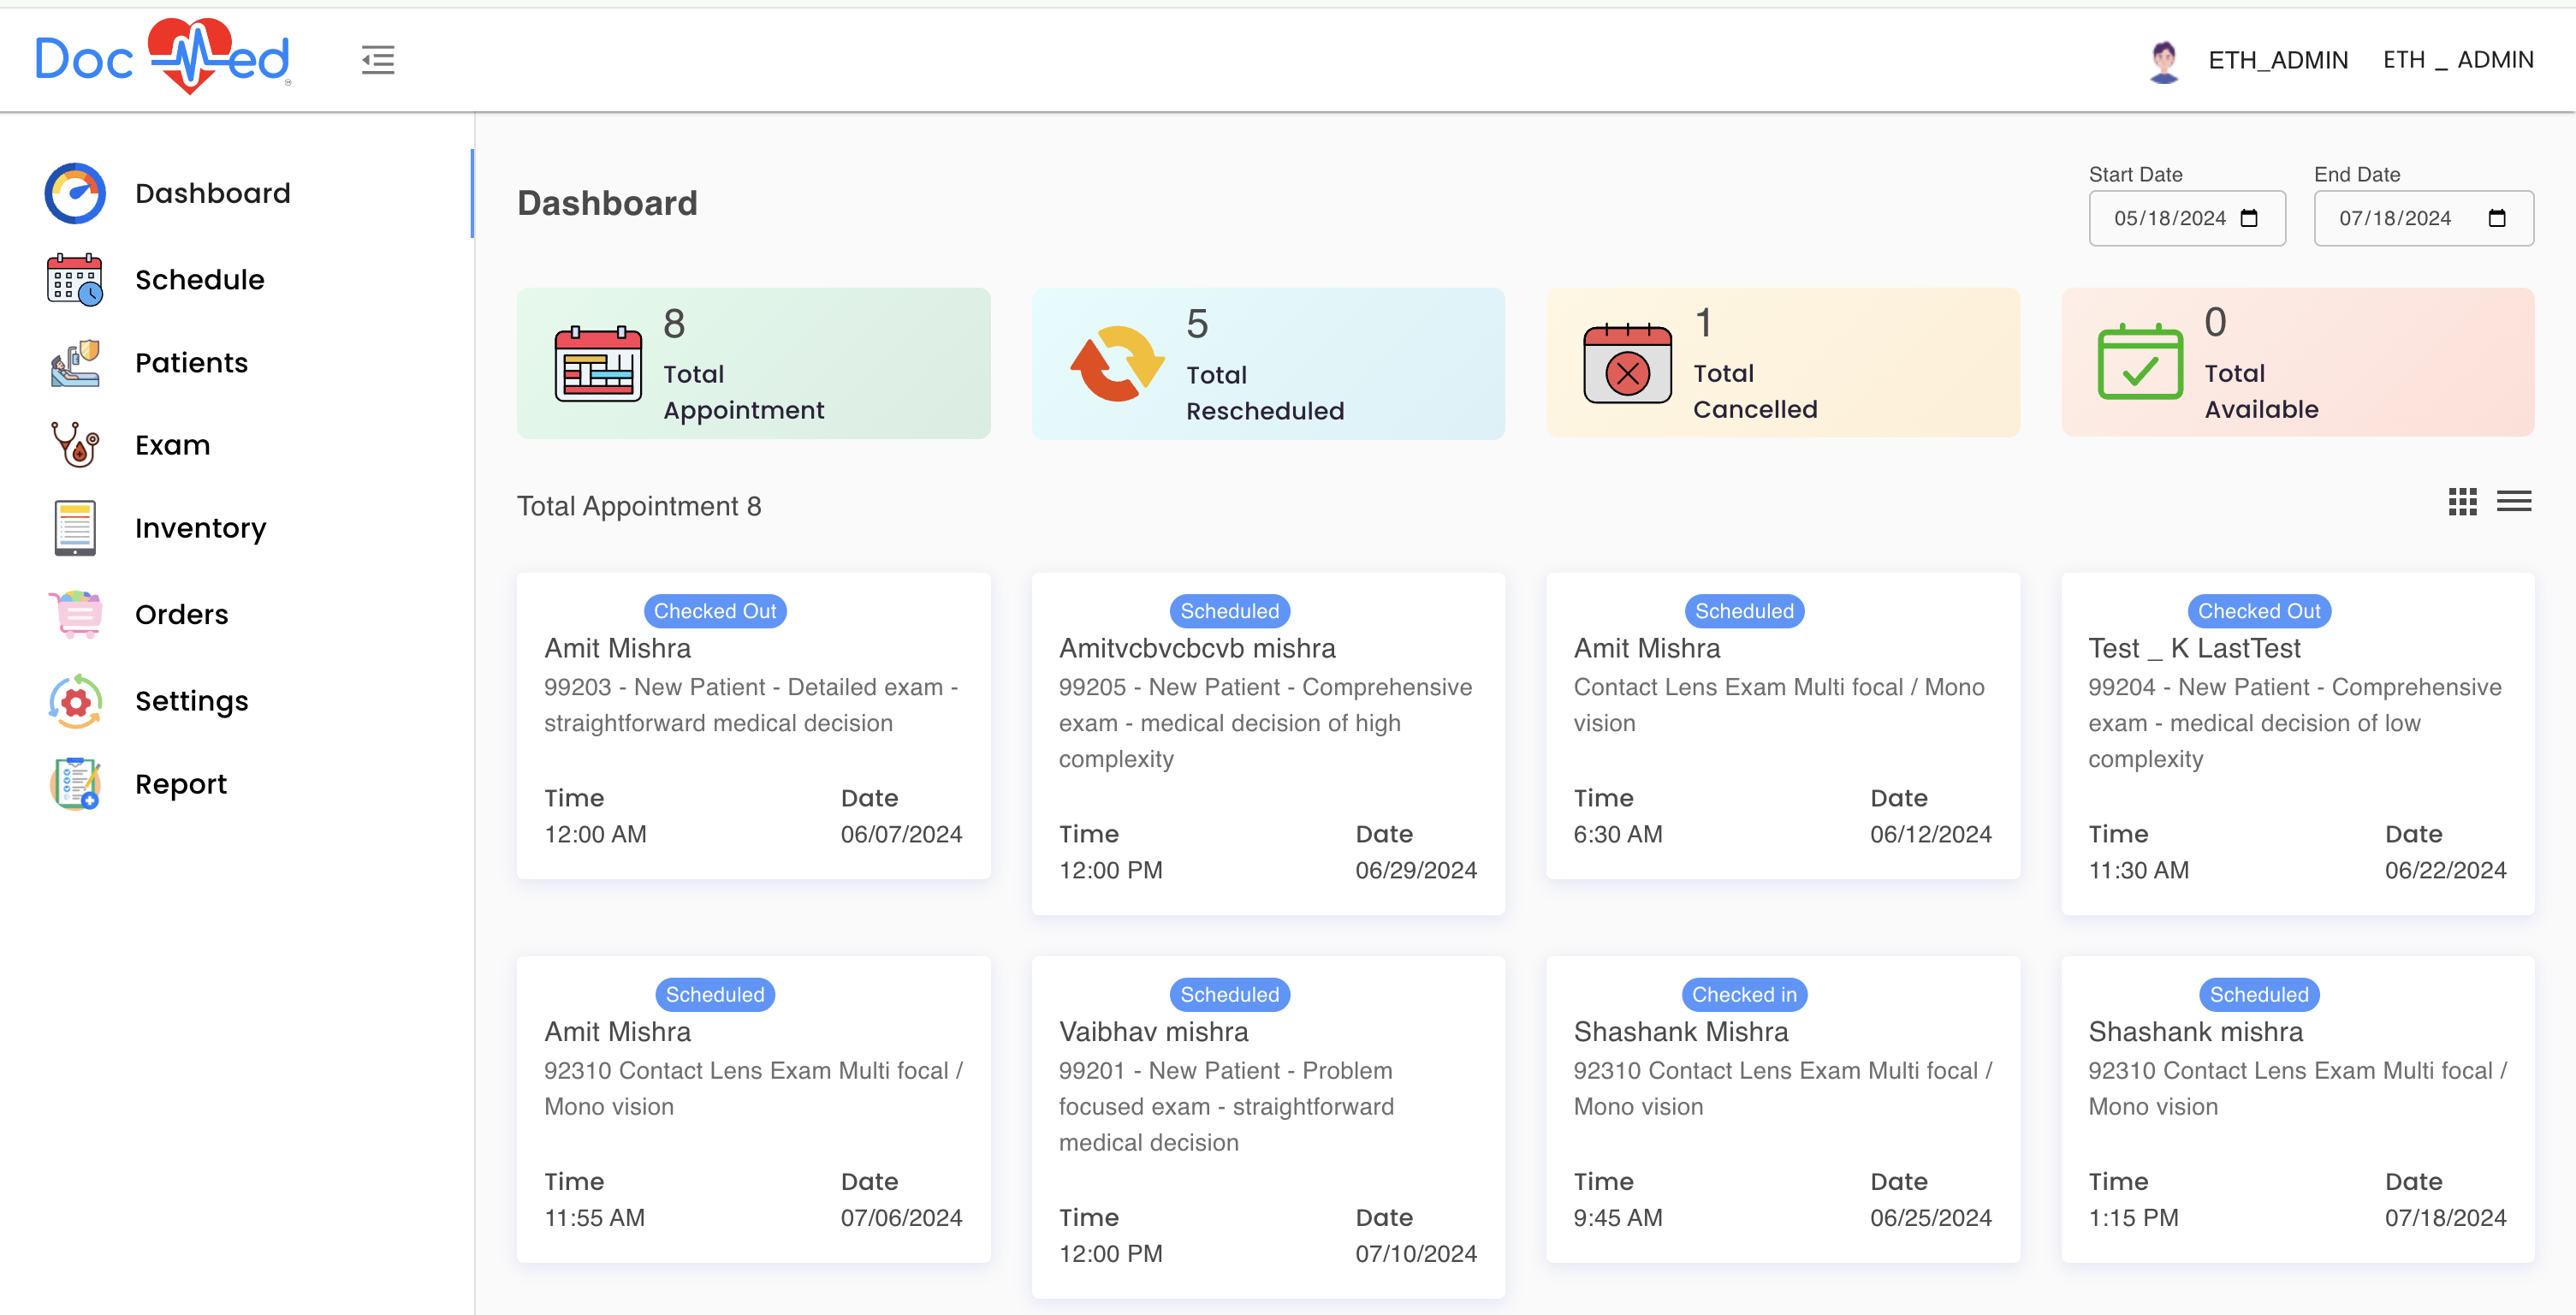 Doc Med
ETH_ADMIN ETH _ ADMIN
Dashboard
Schedule
Patients
Exam
Inventory
Orders
Settings
Report
Dashboard
Start Date
05/18/2024
End Date
07/18/2024
8
Total
Appointment
5
Total
Rescheduled
1
Total
Cancelled
0
Total
Available
Total Appointment 8
Checked Out
Amit Mishra
99203 - New Patient - Detailed exam -
straightforward medical decision
Time Date
12:00 AM 06/07/2024
Scheduled
Amitvcbvcbcvb mishra
99205 - New Patient - Comprehensive
exam - medical decision of high
complexity
Time Date
12:00 PM 06/29/2024
Scheduled
Amit Mishra
Contact Lens Exam Multi focal / Mono
vision
Time Date
6:30 AM 06/12/2024
Checked Out
Test _ K LastTest
99204 - New Patient - Comprehensive
exam - medical decision of low
complexity
Time Date
11:30 AM 06/22/2024
Scheduled
Amit Mishra
92310 Contact Lens Exam Multi focal /
Mono vision
Time Date
11:55 AM 07/06/2024
Scheduled
Vaibhav mishra
99201 - New Patient - Problem
focused exam - straightforward
medical decision
Time Date
12:00 PM 07/10/2024
Checked in
Shashank Mishra
92310 Contact Lens Exam Multi focal /
Mono vision
Time Date
9:45 AM 06/25/2024
Scheduled
Shashank mishra
92310 Contact Lens Exam Multi focal /
Mono vision
Time Date
1:15 PM 07/18/2024